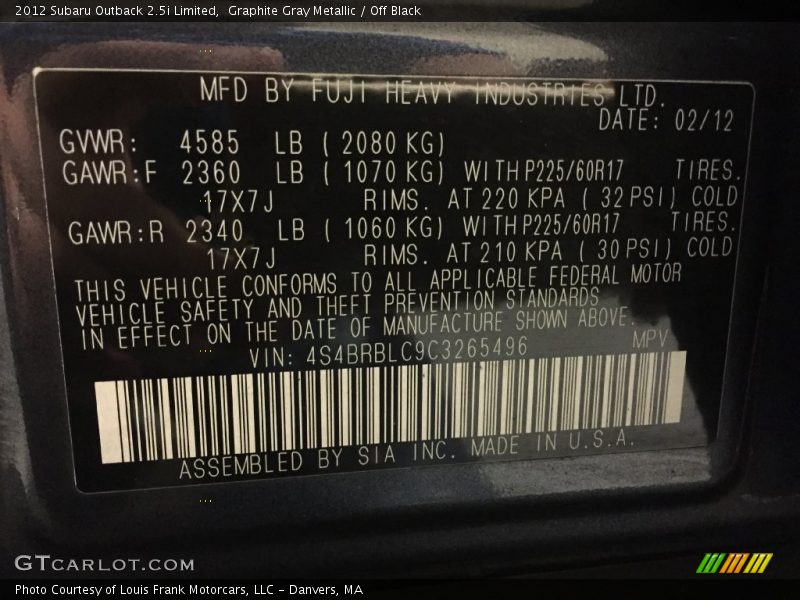 2012 Subaru Outback 2.5i Limited,  Graphite Gray Metallic / Off Black
MFD BY FUJI HEAVY INDUSTRIES LTD.
DATE: 02/12
GVWR: 4585 LB ( 2080 KG)
GAWR:F 2360 LB ( 1070 KG) WITH P225/60R17 TIRES.
17X7J RIMS. AT 220 KPA ( 32 PSI) COLD
GAWR:R 2340 LB ( 1060 KG) WITH P225/60R17 TIRES.
17X7J RIMS. AT 210 KPA ( 30 PSI) COLD
THIS VEHICLE CONFORMS TO ALL APPLICABLE FEDERAL MOTOR
VEHICLE SAFETY AND THEFT PREVENTION STANDARDS
IN EFFECT ON THE DATE OF MANUFACTURE SHOWN ABOVE.
VIN: 4S4BRBLC9C3265496 MPV
ASSEMBLED BY SIA INC. MADE IN U.S.A.
GTCARLOT.COM
Photo Courtesy of Louis Frank Motorcars, LLC - Danvers, MA